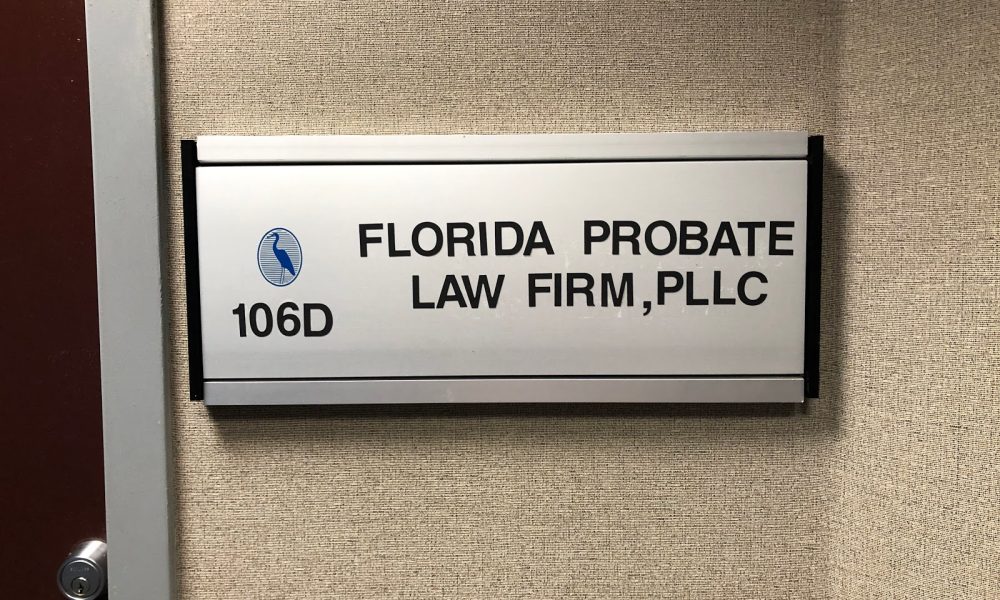 106D
FLORIDA PROBATE
LAW FIRM,PLLC